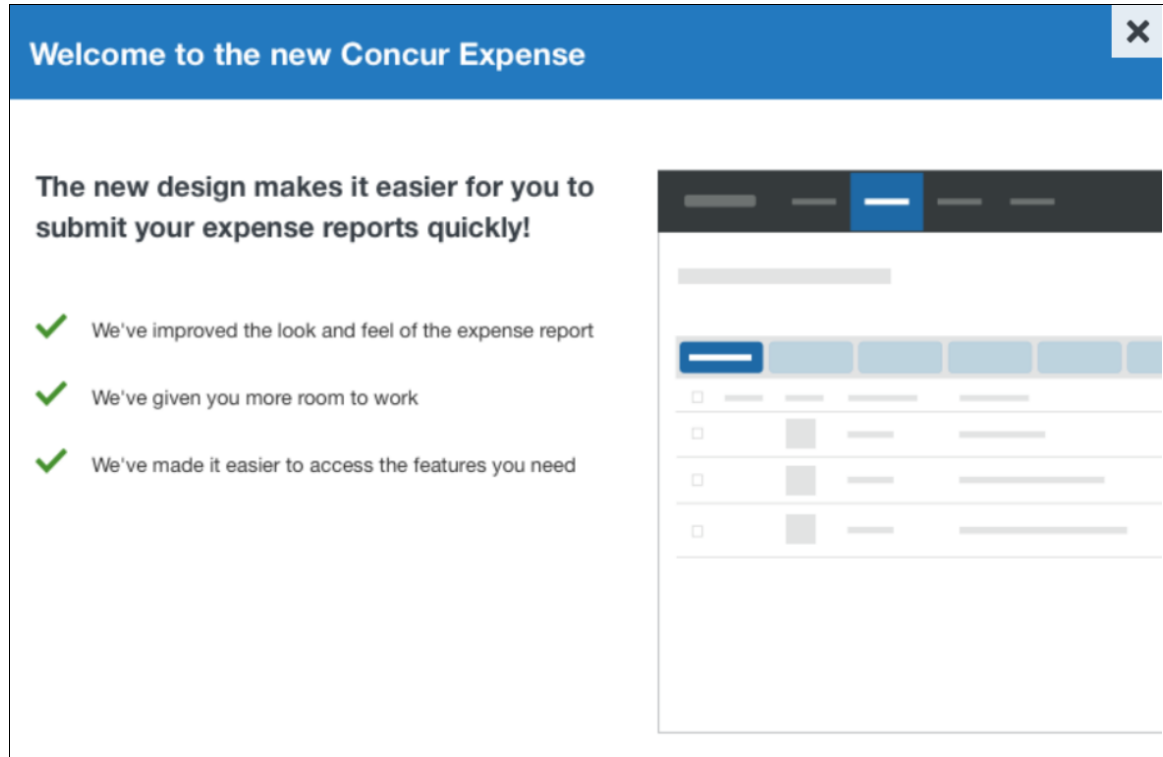 Welcome to the new Concur Expense
The new design makes it easier for you to
submit your expense reports quickly!
We've improved the look and feel of the expense report
We've given you more room to work
We've made it easier to access the features you need